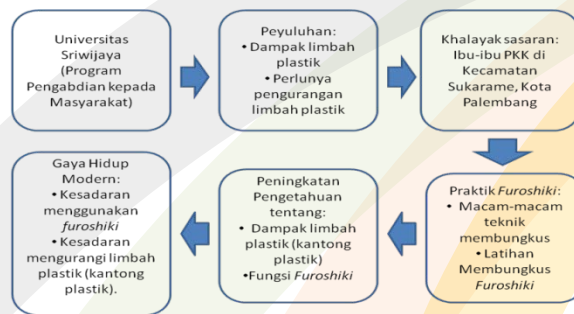 Universitas
Sriwijaya
(Program
Pengabdian kepada
Masyarakat)
Peyuluhan:
• Dampak limbah
plastik
• Perlunya
pengurangan
limbah plastik
Khalayak sasaran:
Ibu-ibu PKK di
Kecamatan
Sukarame, Kota
Palembang
Praktik Furoshiki:
• Macam-macam
teknik
membungkus
• Latihan
Membungkus
Furoshiki
Peningkatan
Pengetahuan
tentang:
• Dampak limbah
plastik (kantong
plastik)
•Fungsi Furoshiki
Gaya Hidup
Modern:
• Kesadaran
menggunakan
furoshiki
• Kesadaran
mengurangi limbah
plastik (kantong
plastik).